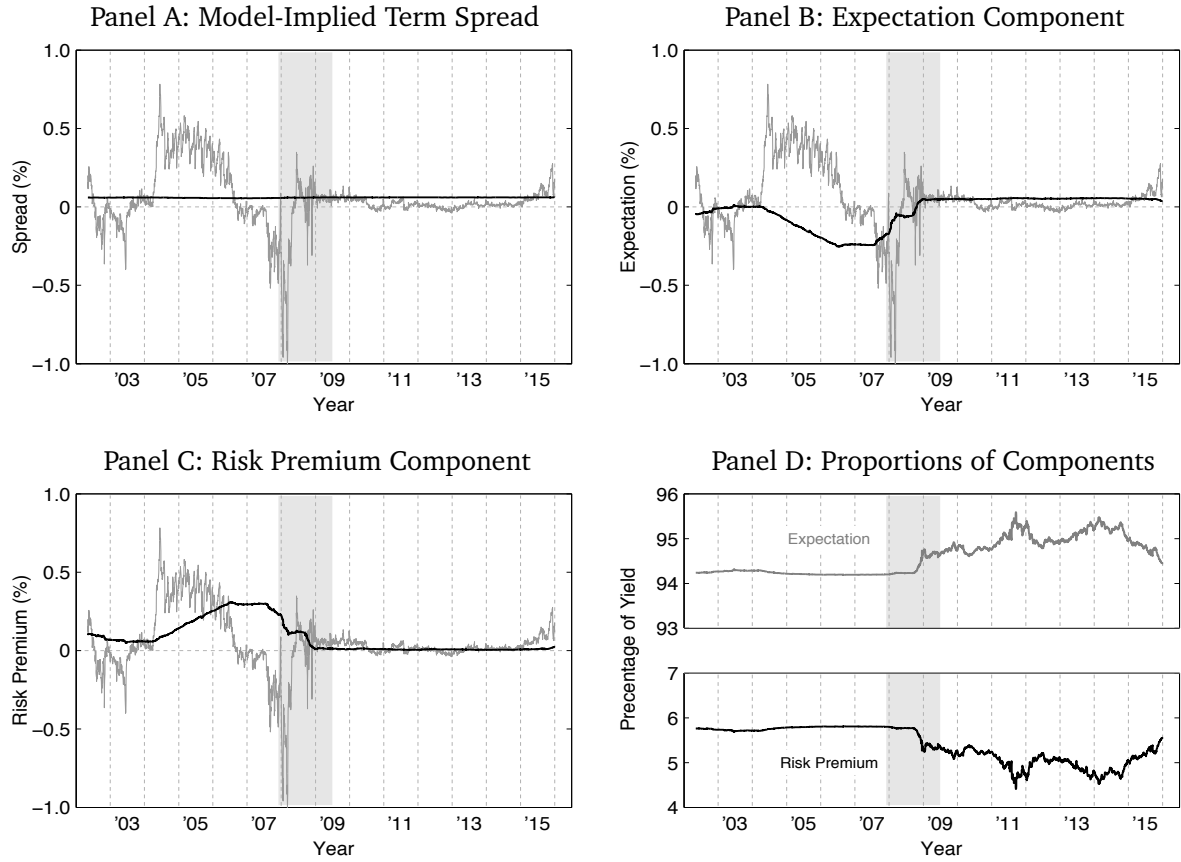 Panel A: Model-Implied Term Spread
1.0
0.5
0
−0.5
−1.0
Spread (%)
'03 '05 '07 '09 '11 '13 '15
Year
Panel B: Expectation Component
1.0
0.5
0
−0.5
−1.0
Expectation (%)
'03 '05 '07 '09 '11 '13 '15
Year
Panel C: Risk Premium Component
1.0
0.5
0
−0.5
−1.0
Risk Premium (%)
'03 '05 '07 '09 '11 '13 '15
Year
Panel D: Proportions of Components
96
95
94
93
Expectation
Precentage of Yield
7
6
5
4
Risk Premium
'03 '05 '07 '09 '11 '13 '15
Year